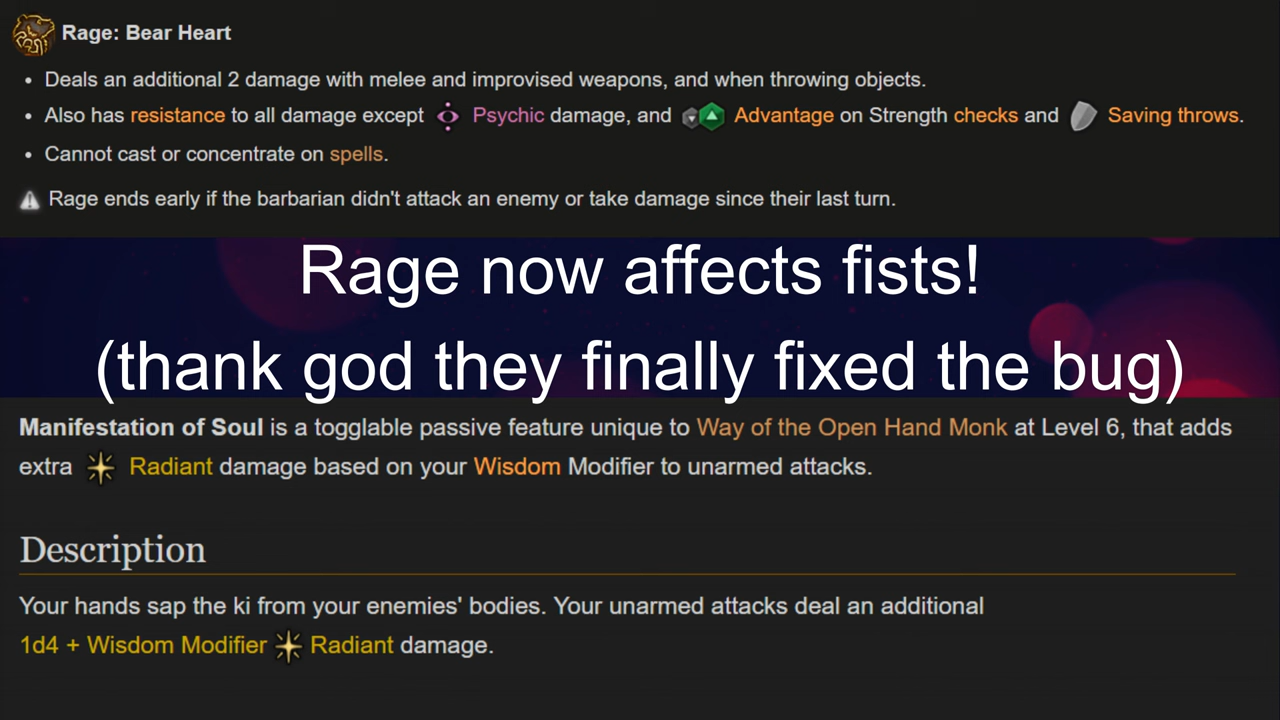 Rage: Bear Heart
• Deals an additional 2 damage with melee and improvised weapons, and when throwing objects.
• Also has resistance to all damage except Psychic damage, and Advantage on Strength checks and Saving throws.
• Cannot cast or concentrate on spells.
Rage ends early if the barbarian didn't attack an enemy or take damage since their last turn.
Rage now affects fists!
(thank god they finally fixed the bug)
Manifestation of Soul is a togglable passive feature unique to Way of the Open Hand Monk at Level 6, that adds
extra Radiant damage based on your Wisdom Modifier to unarmed attacks.
Description
Your hands sap the ki from your enemies' bodies. Your unarmed attacks deal an additional
1d4 + Wisdom Modifier Radiant damage.